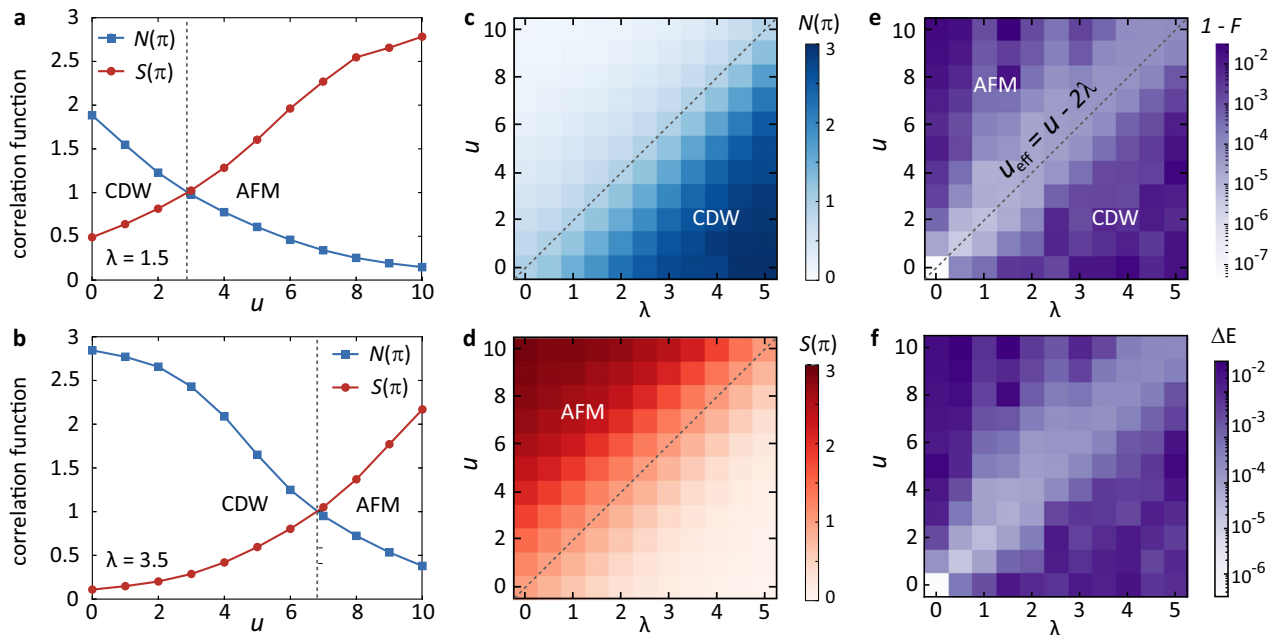 a
3
2.5
2
1.5
1
0.5
0
correlation function
N(π)
S(π)
CDW
AFM
λ = 1.5
0
2
4
6
8
10
u
b
3
2.5
2
1.5
1
0.5
0
correlation function
N(π)
S(π)
CDW
AFM
λ = 3.5
0
2
4
6
8
10
u
c
N(π)
10
8
6
4
2
0
u
CDW
0
1
2
3
4
5
λ
3
2
1
0
d
S(π)
10
8
6
4
2
0
u
AFM
0
1
2
3
4
5
λ
3
2
1
0
e
1 - F
10
8
6
4
2
0
u
AFM
u_eff = u - 2λ
CDW
0
1
2
3
4
5
λ
10⁻²
10⁻³
10⁻⁴
10⁻⁵
10⁻⁶
10⁻⁷
f
ΔE
10
8
6
4
2
0
u
0
1
2
3
4
5
λ
10⁻²
10⁻³
10⁻⁴
10⁻⁵
10⁻⁶